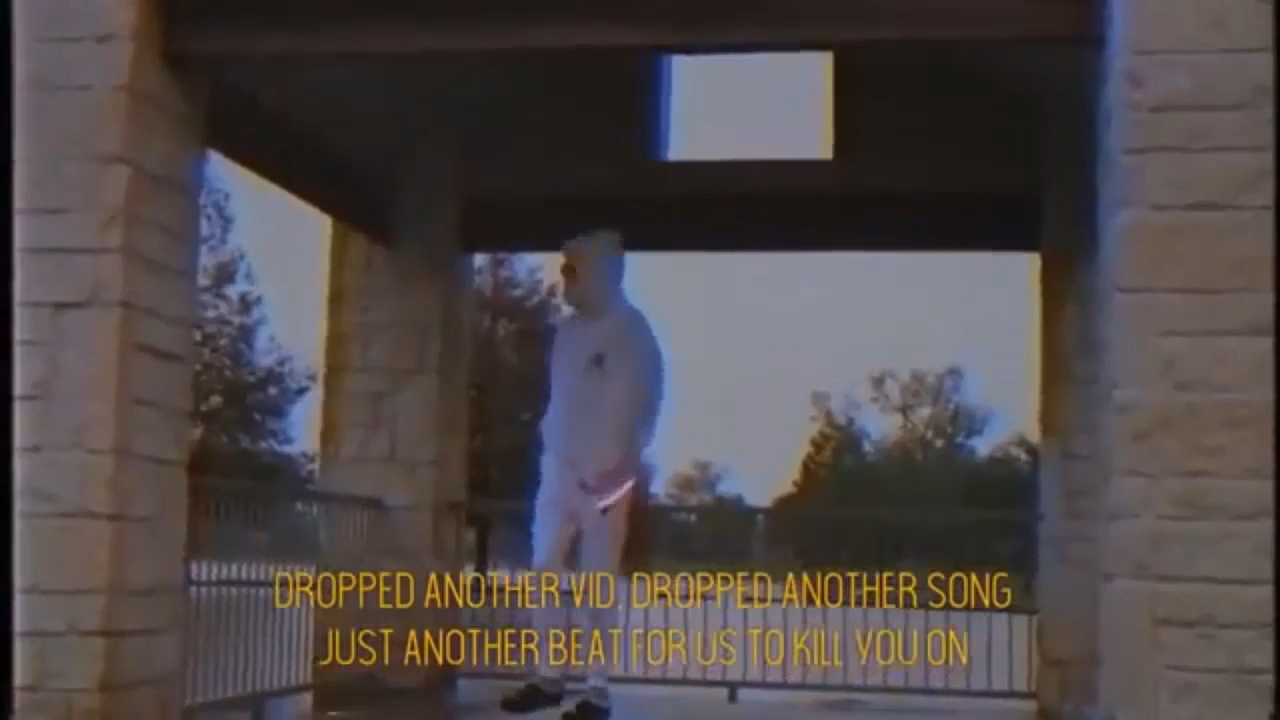 DROPPED ANOTHER VID, DROPPED ANOTHER SONG
JUST ANOTHER BEAT FOR US TO KILL YOU ON